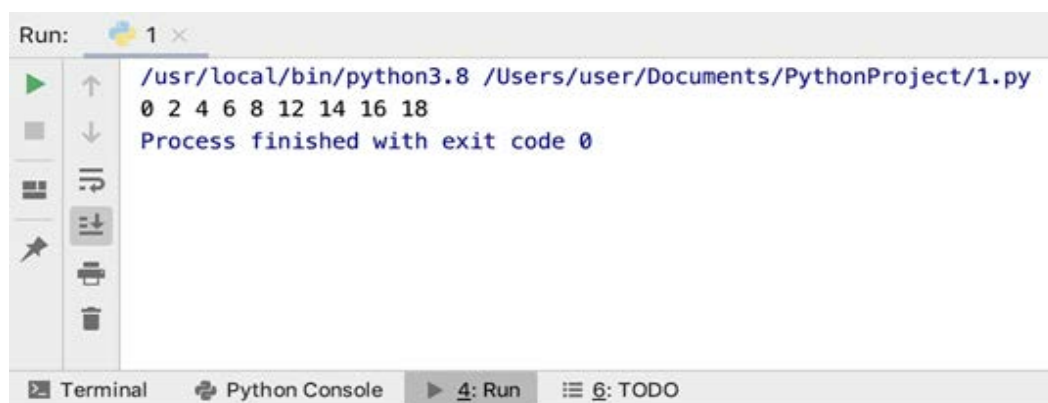 Run: 1
/usr/local/bin/python3.8 /Users/user/Documents/PythonProject/1.py
0 2 4 6 8 12 14 16 18
Process finished with exit code 0
Terminal Python Console 4: Run 6: TODO